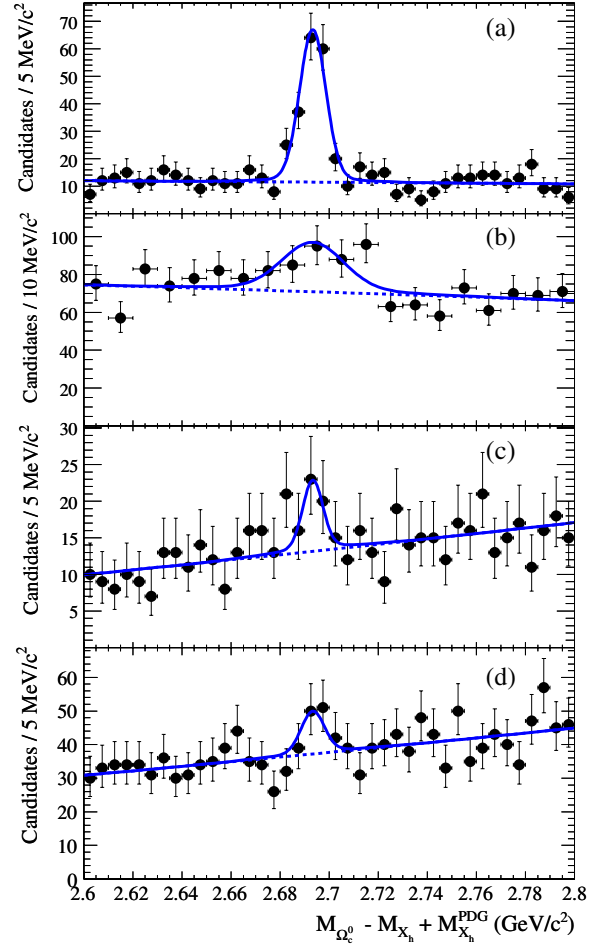 (a)
Candidates / 5 MeV/c²
70
60
50
40
30
20
10
(b)
Candidates / 10 MeV/c²
100
80
60
40
20
(c)
Candidates / 5 MeV/c²
30
25
20
15
10
5
(d)
Candidates / 5 MeV/c²
60
50
40
30
20
10
0
2.6 2.62 2.64 2.66 2.68 2.7 2.72 2.74 2.76 2.78 2.8
M_{Ω_c^0} - M_{X_h} + M_{X_h}^{PDG} (GeV/c²)